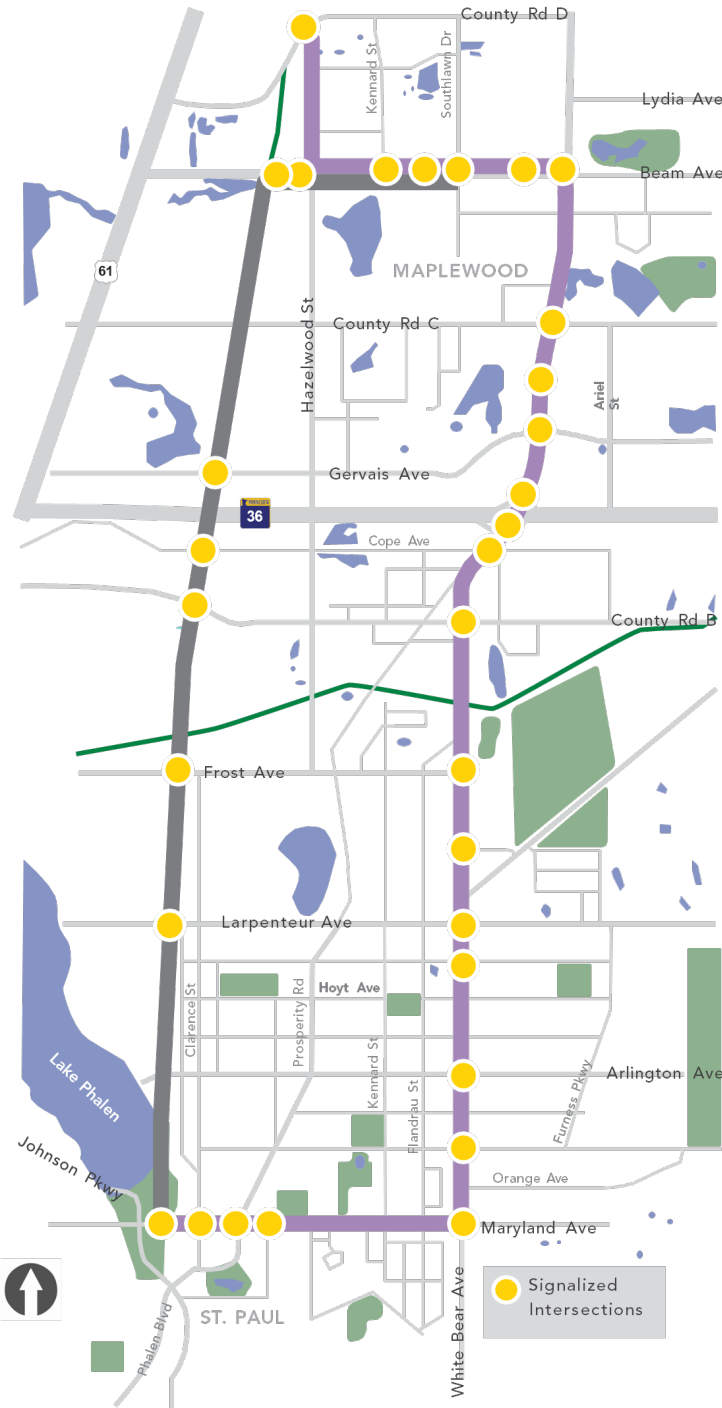 County Rd D
Kennard St
Southlawn Dr
Lydia Ave
Beam Ave
61
MAPLEWOOD
Hazelwood St
County Rd C
Ariel
St
Gervais Ave
MINNESOTA
36
Cope Ave
County Rd B
Frost Ave
Larpenteur Ave
Clarence St
Prosperity Rd
Hoyt Ave
Kennard St
Flandrau St
Furness Pkwy
Arlington Ave
Lake Phalen
Johnson Pkwy
Orange Ave
Maryland Ave
White Bear Ave
ST. PAUL
Phalen Blvd
Signalized
Intersections